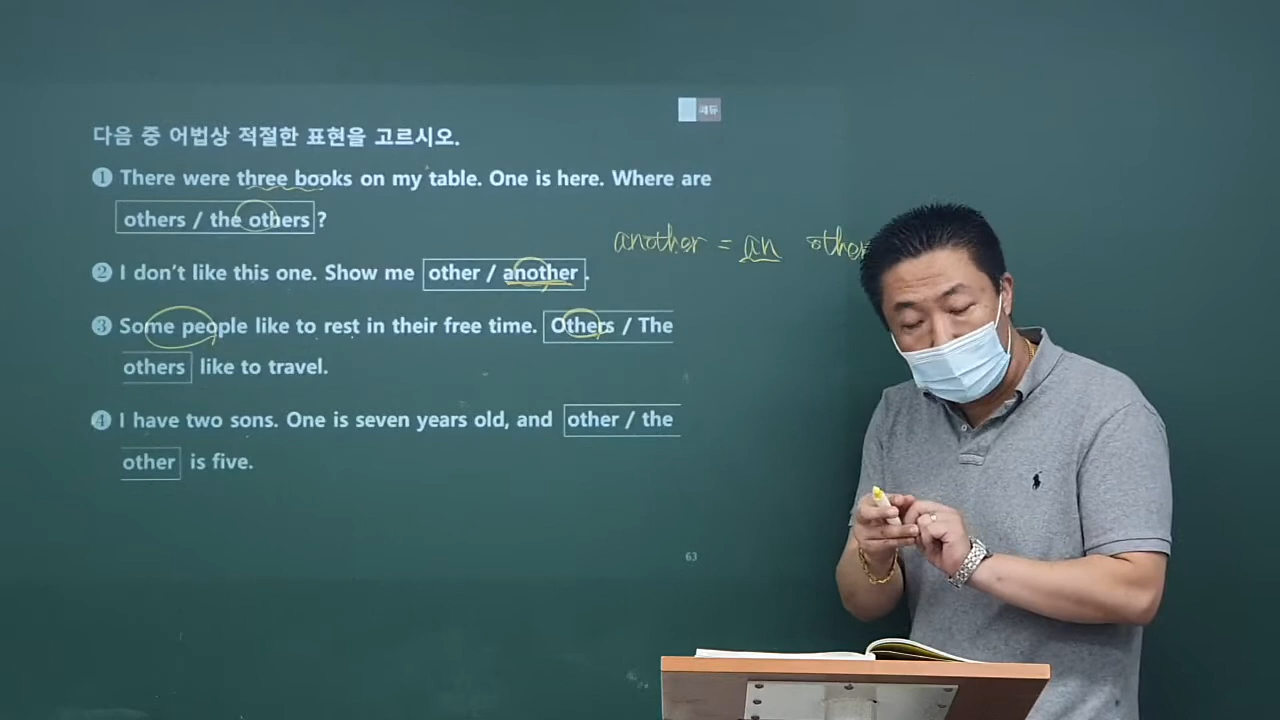 쎄듀
다음 중 어법상 적절한 표현을 고르시오.
❶ There were three books on my table. One is here. Where are
others / the others ?
another = an other
❷ I don't like this one. Show me other / another .
❸ Some people like to rest in their free time. Others / The
others like to travel.
❹ I have two sons. One is seven years old, and other / the
other is five.
63